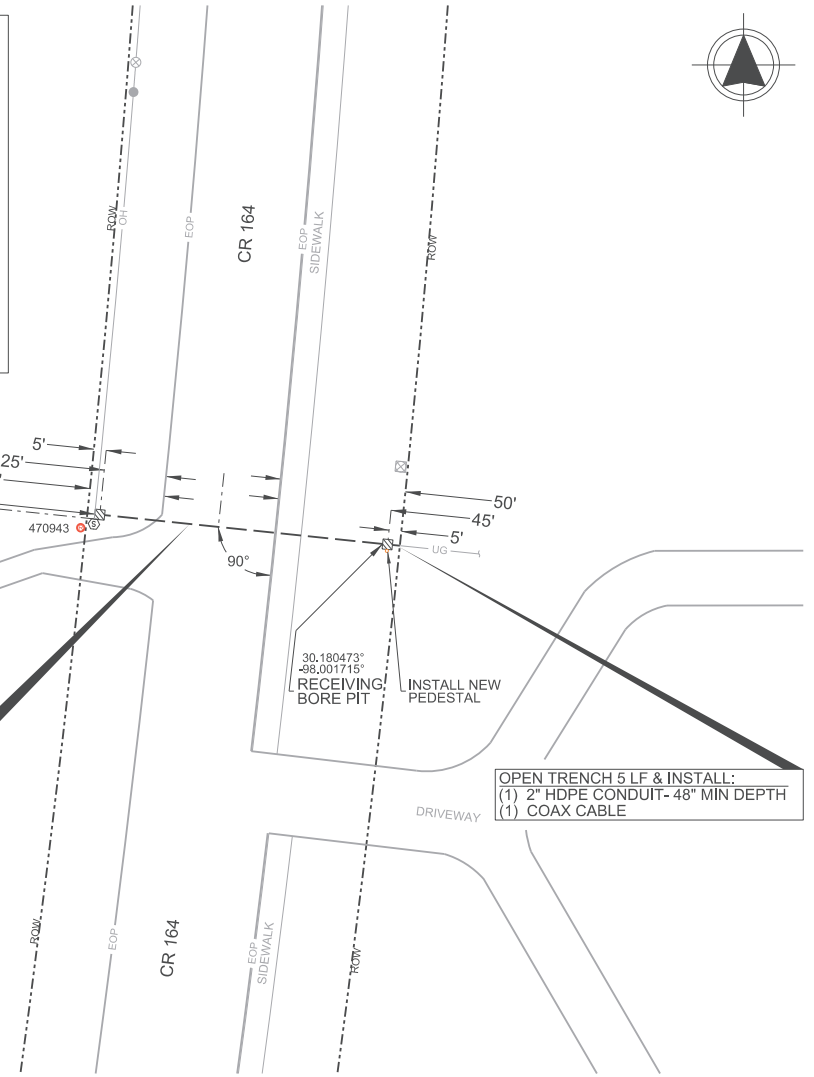 ROW
OH
EOP
CR 164
EOP
SIDEWALK
ROW
5'
25'
'
50'
45'
5'
470943
S
90°
UG
30.180473°
-98.001715°
RECEIVING
BORE PIT
INSTALL NEW
PEDESTAL
OPEN TRENCH 5 LF & INSTALL:
(1) 2" HDPE CONDUIT- 48" MIN DEPTH
(1) COAX CABLE
DRIVEWAY
ROW
EOP
CR 164
EOP
SIDEWALK
ROW